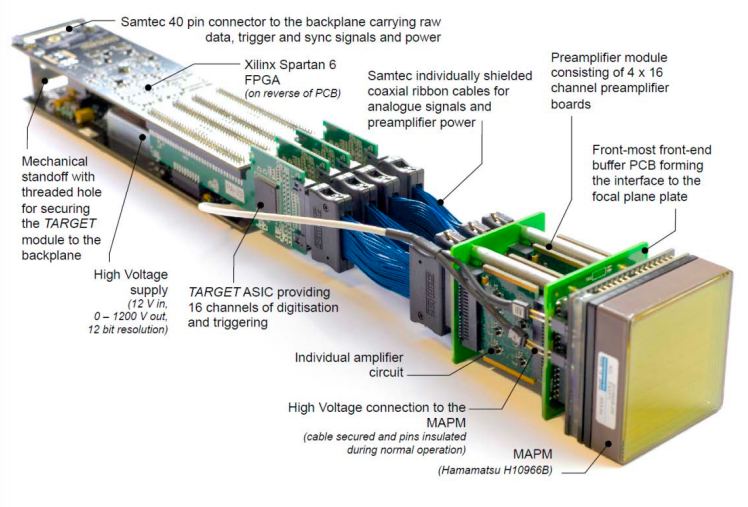 Samtec 40 pin connector to the backplane carrying raw
data, trigger and sync signals and power
Xilinx Spartan 6
FPGA
(on reverse of PCB)
Samtec individually shielded
coaxial ribbon cables for
analogue signals and
preamplifier power
Preamplifier module
consisting of 4 x 16
channel preamplifier
boards
Front-most front-end
buffer PCB forming
the interface to the
focal plane plate
Mechanical
standoff with
threaded hole
for securing
the TARGET
module to the
backplane
High Voltage
supply
(12 V in,
0 – 1200 V out,
12 bit resolution)
TARGET ASIC providing
16 channels of digitisation
and triggering
Individual amplifier
circuit
High Voltage connection to the
MAPM
(cable secured and pins insulated
during normal operation)
MAPM
(Hamamatsu H10966B)